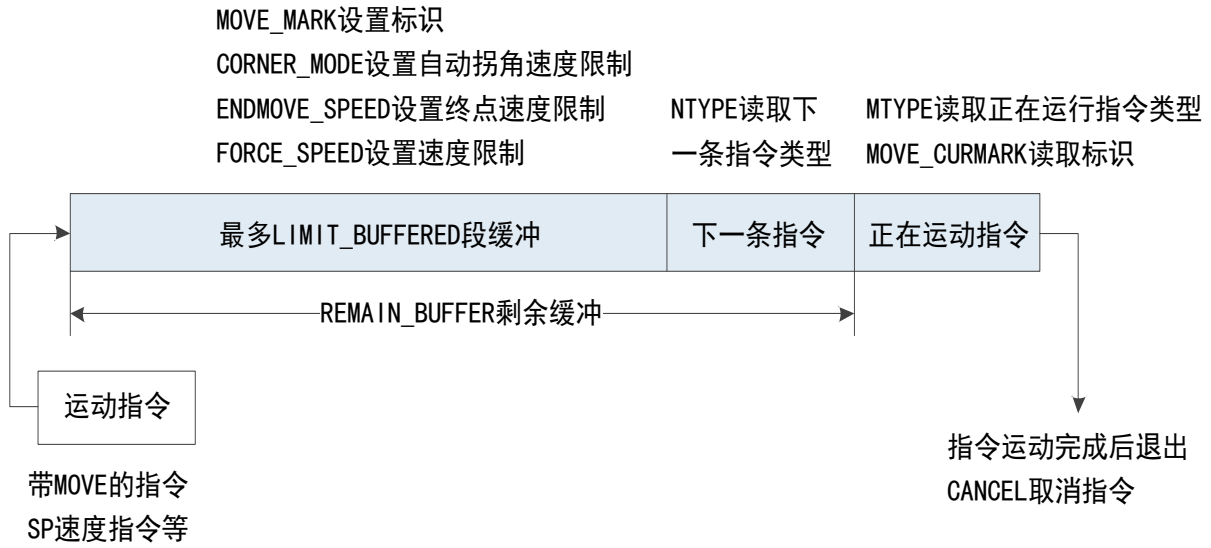 MOVE_MARK设置标识
CORNER_MODE设置自动拐角速度限制
ENDMOVE_SPEED设置终点速度限制
FORCE_SPEED设置速度限制
NTYPE读取下
一条指令类型
MTYPE读取正在运行指令类型
MOVE_CURMARK读取标识
最多LIMIT_BUFFERED段缓冲
下一条指令
正在运动指令
REMAIN_BUFFER剩余缓冲
运动指令
带MOVE的指令
SP速度指令等
指令运动完成后退出
CANCEL取消指令